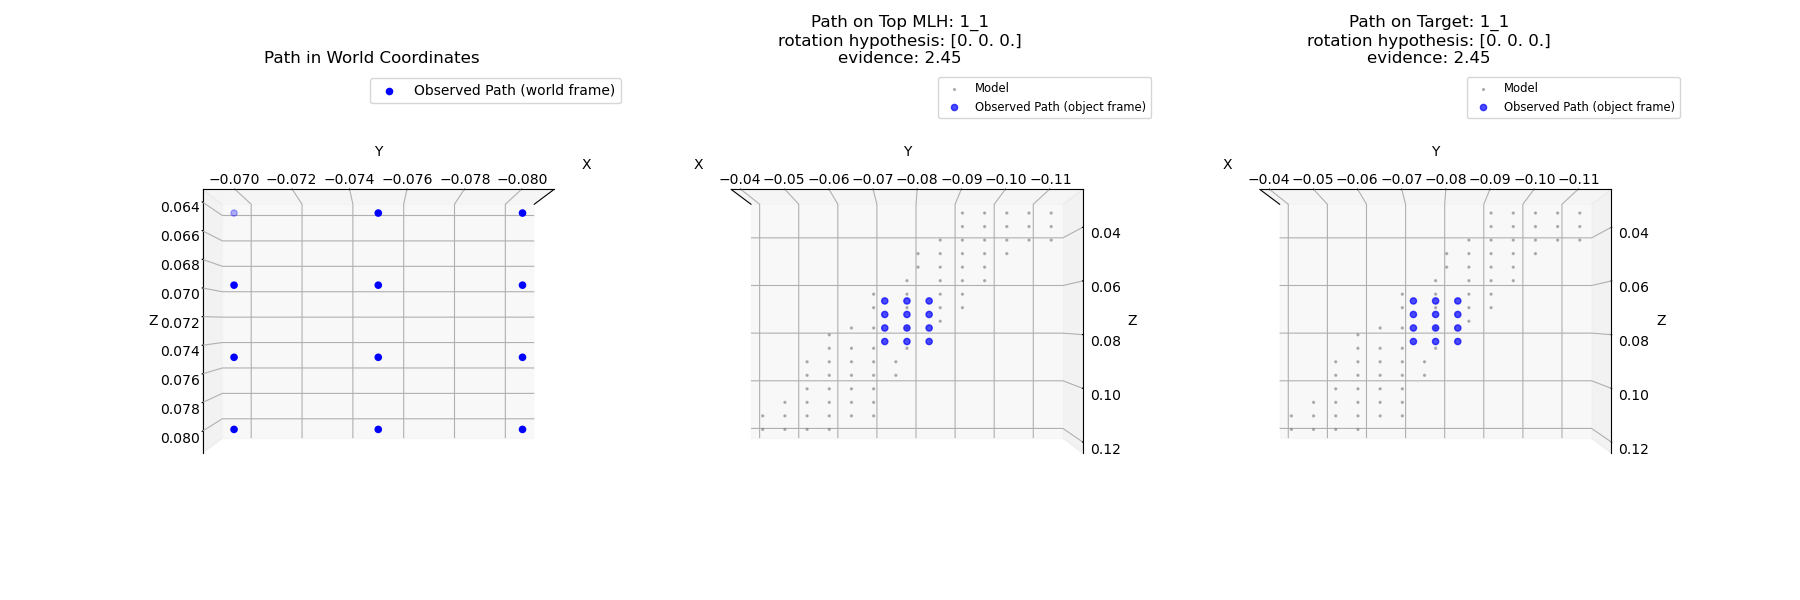 Path in World Coordinates
Observed Path (world frame)
Y
X
−0.070 −0.072 −0.074 −0.076 −0.078 −0.080
0.064
0.066
0.068
0.070
Z
0.072
0.074
0.076
0.078
0.080
Path on Top MLH: 1_1
rotation hypothesis: [0. 0. 0.]
evidence: 2.45
Model
Observed Path (object frame)
Y
X
−0.04 −0.05 −0.06 −0.07 −0.08 −0.09 −0.10 −0.11
0.04
0.06
Z
0.08
0.10
0.12
Path on Target: 1_1
rotation hypothesis: [0. 0. 0.]
evidence: 2.45
Model
Observed Path (object frame)
Y
X
−0.04 −0.05 −0.06 −0.07 −0.08 −0.09 −0.10 −0.11
0.04
0.06
Z
0.08
0.10
0.12